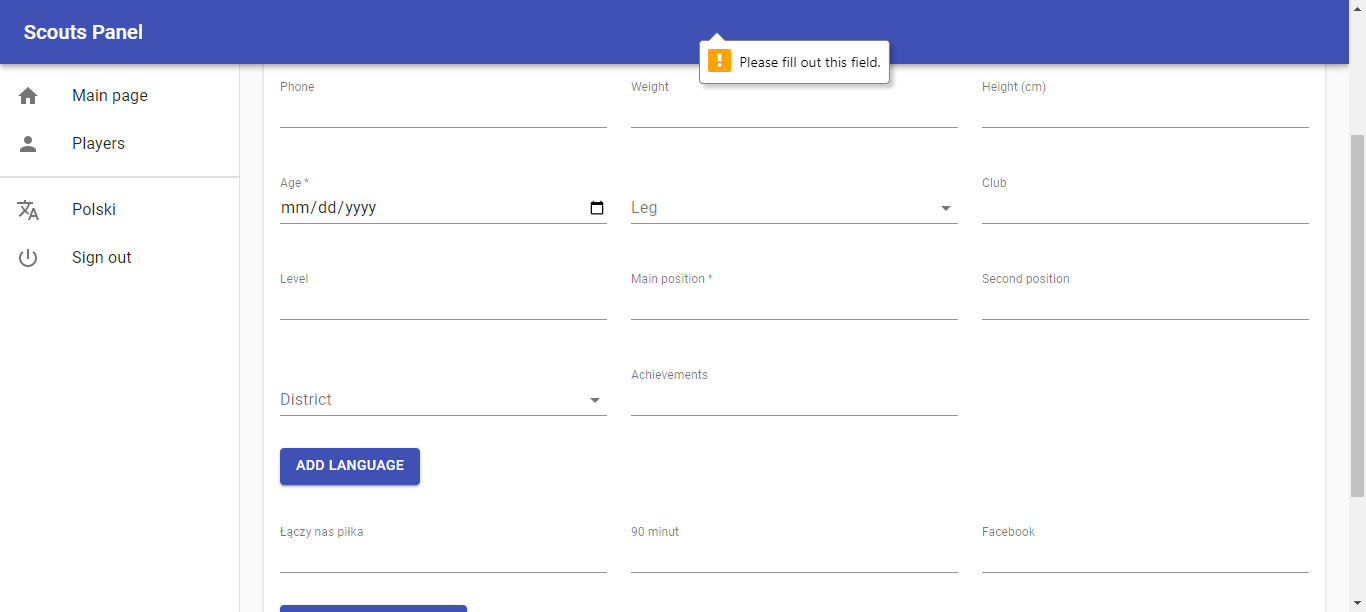 Scouts Panel
Please fill out this field.
Main page
Players
Polski
Sign out
Phone
Weight
Height (cm)
Age *
mm/dd/yyyy
Leg
Club
Level
Main position *
Second position
District
Achievements
ADD LANGUAGE
Łączy nas piłka
90 minut
Facebook